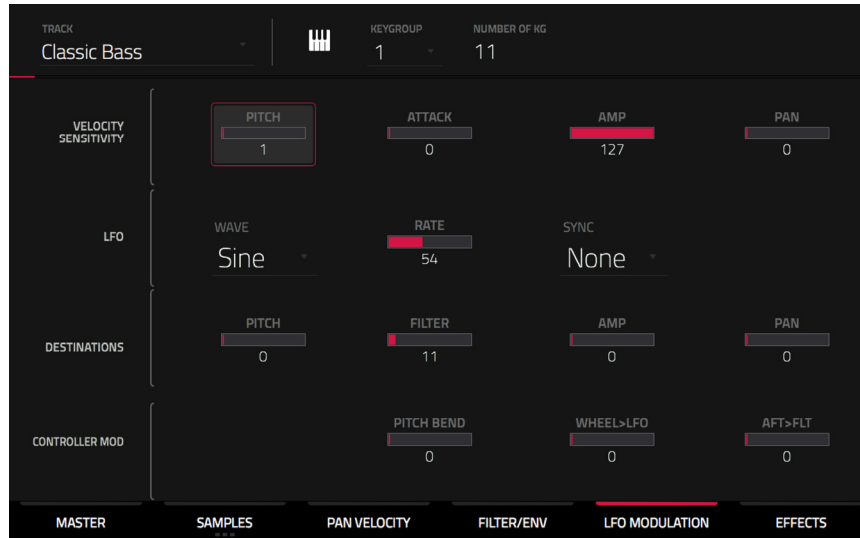 TRACK
Classic Bass
KEYGROUP
1
NUMBER OF KG
11
VELOCITY
SENSITIVITY
PITCH
1
ATTACK
0
AMP
127
PAN
0
LFO
WAVE
Sine
RATE
54
SYNC
None
DESTINATIONS
PITCH
0
FILTER
11
AMP
0
PAN
0
CONTROLLER MOD
PITCH BEND
0
WHEEL>LFO
0
AFT>FLT
0
MASTER
SAMPLES
PAN VELOCITY
FILTER/ENV
LFO MODULATION
EFFECTS